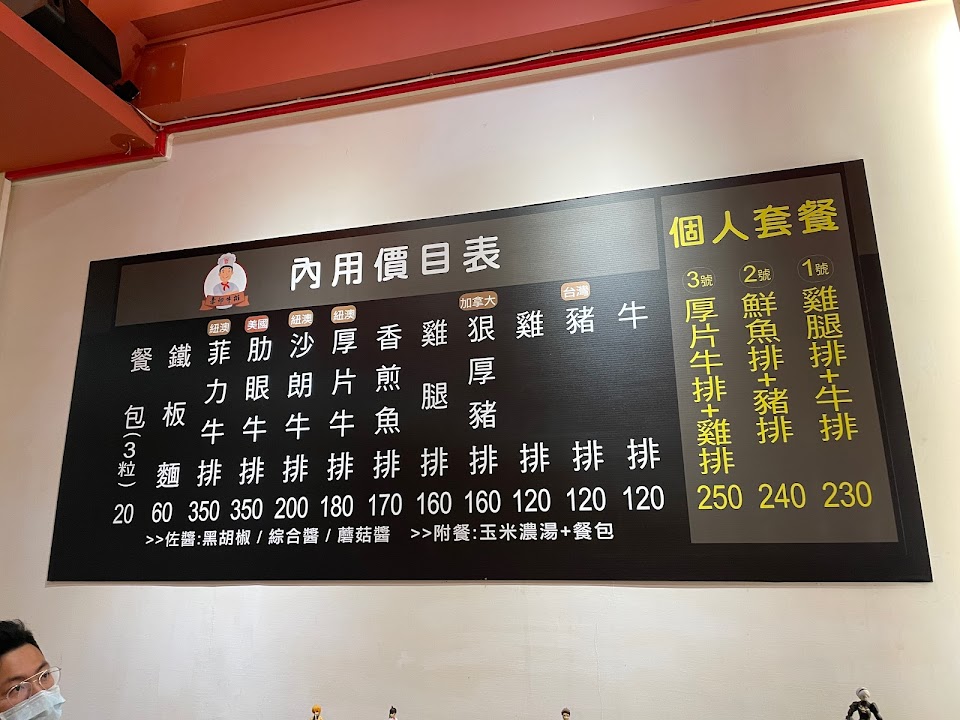 內用價目表
牛排 120
台灣
豬排 120
雞排 120
加拿大
狠厚豬排 160
雞腿排 160
香煎魚排 170
紐澳
厚片牛排 180
紐澳
沙朗牛排 200
美國
肋眼牛排 350
紐澳
菲力牛排 350
鐵板麵 60
餐包(3粒) 20
>>佐醬:黑胡椒 / 綜合醬 / 蘑菇醬 >>附餐:玉米濃湯+餐包
個人套餐
1號 雞腿排+牛排 230
2號 鮮魚排+豬排 240
3號 厚片牛排+雞排 250